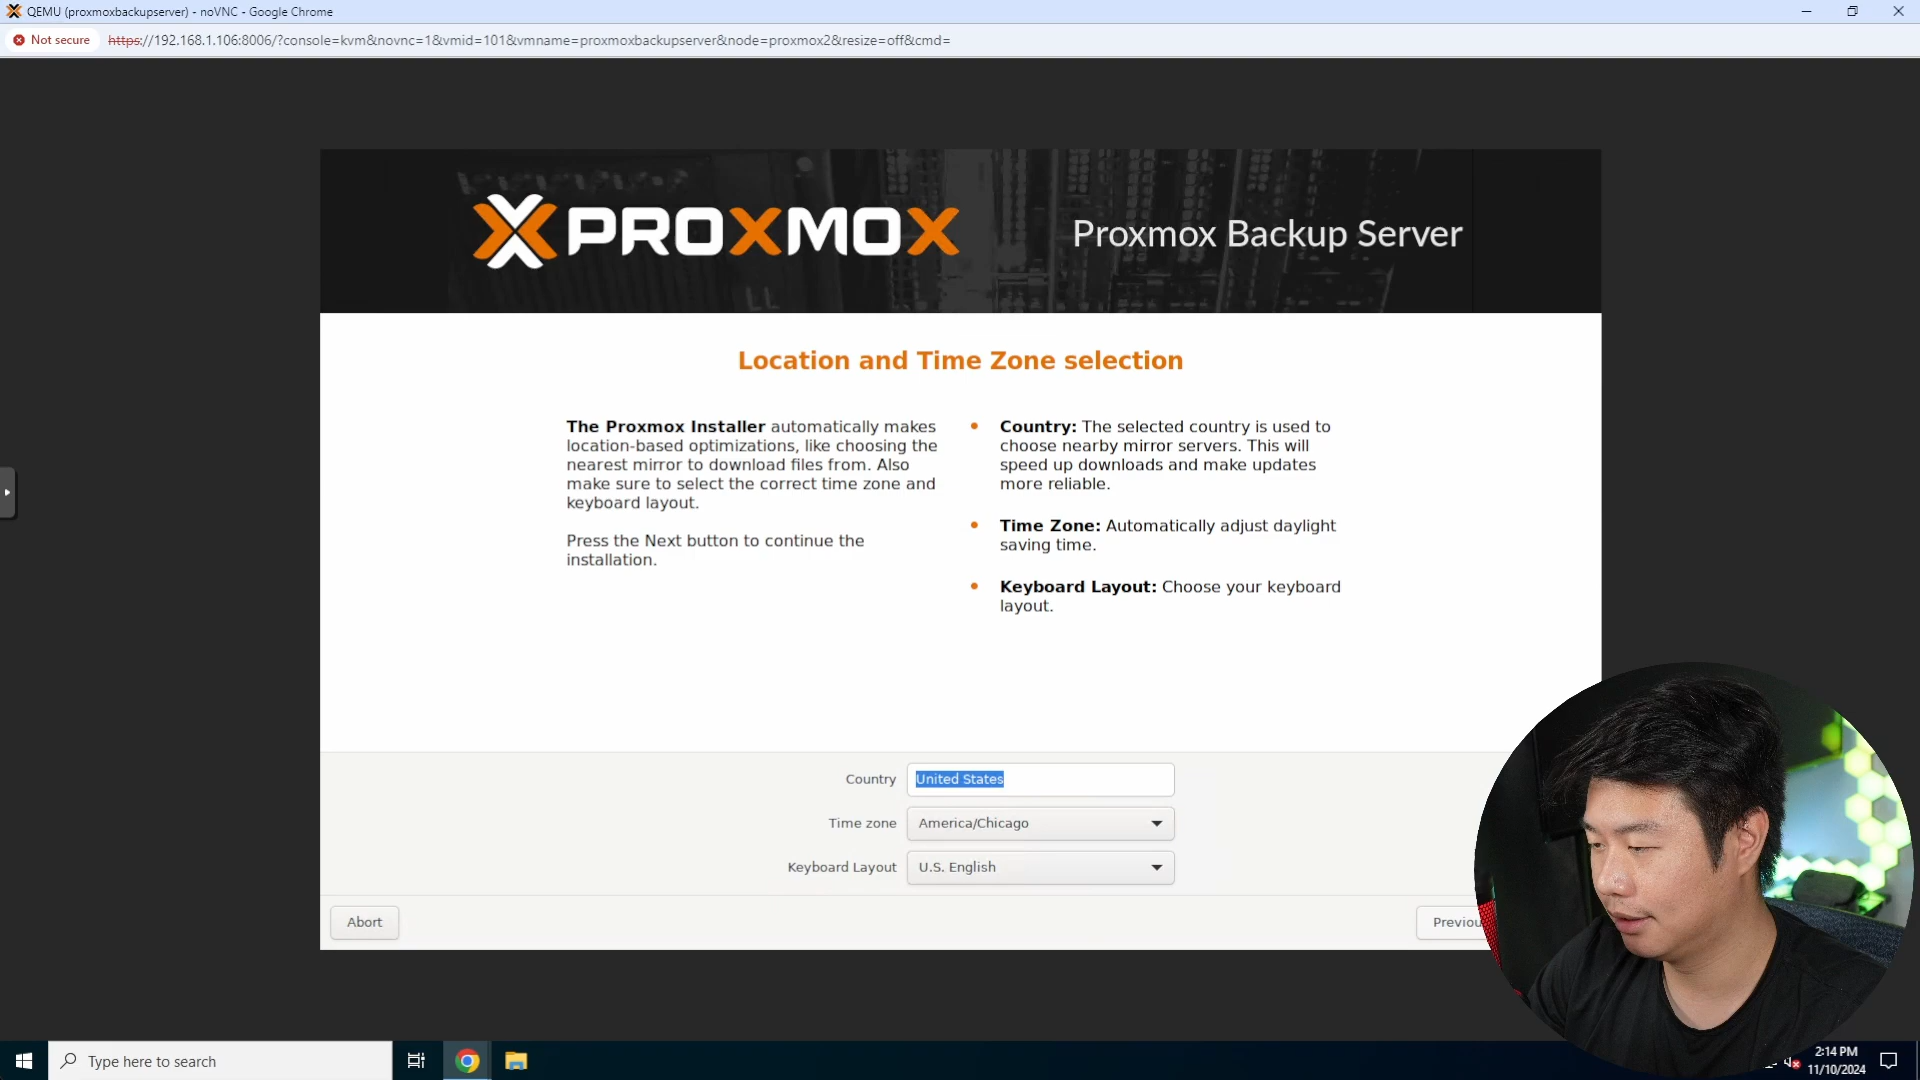 QEMU (proxmoxbackupserver) - noVNC - Google Chrome
Not secure https://192.168.1.106:8006/?console=kvm&novnc=1&vmid=101&vmname=proxmoxbackupserver&node=proxmox2&resize=off&cmd=
PROXMOX Proxmox Backup Server
Location and Time Zone selection
The Proxmox Installer automatically makes
location-based optimizations, like choosing the
nearest mirror to download files from. Also
make sure to select the correct time zone and
keyboard layout.
Press the Next button to continue the
installation.
Country: The selected country is used to
choose nearby mirror servers. This will
speed up downloads and make updates
more reliable.
Time Zone: Automatically adjust daylight
saving time.
Keyboard Layout: Choose your keyboard
layout.
Country United States
Time zone America/Chicago
Keyboard Layout U.S. English
Abort Previou
Type here to search
2:14 PM
11/10/2024